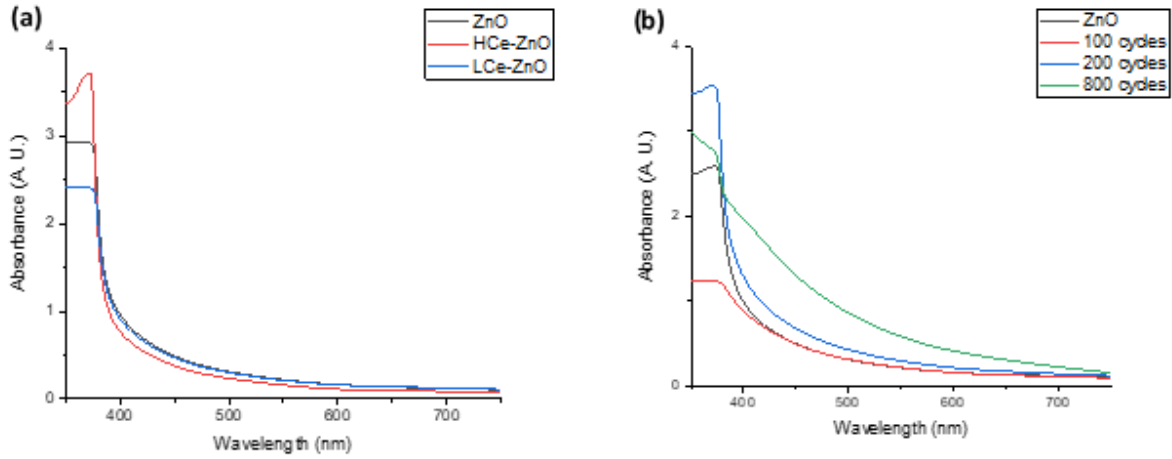 (a)
ZnO
HCe-ZnO
LCe-ZnO
4
3
2
1
0
400
500
600
700
Absorbance (A. U.)
Wavelength (nm)
(b)
ZnO
100 cycles
200 cycles
800 cycles
4
2
0
400
500
600
700
Absorbance (A. U.)
Wavelength (nm)